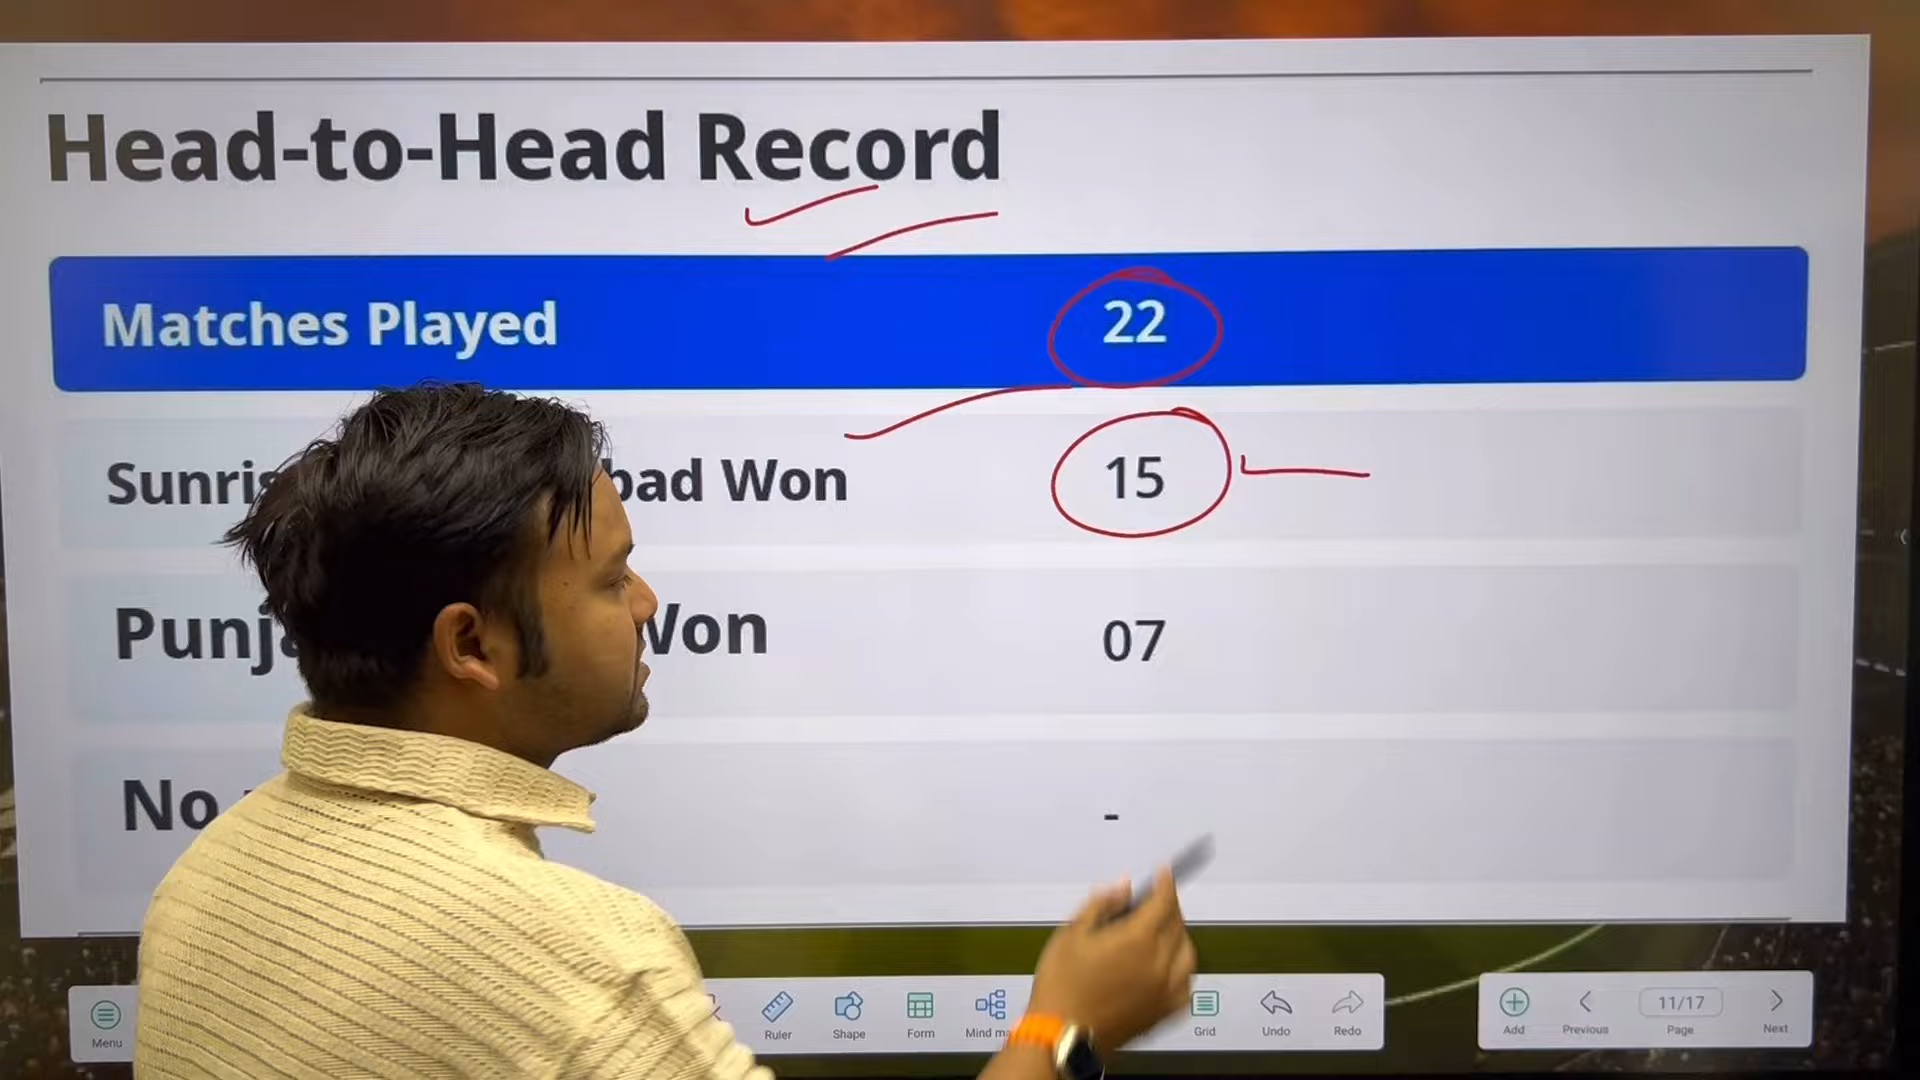 Head-to-Head Record
Matches Played 22
Won 15
Won 07
No -
Menu Ruler Shape Form Grid Undo Redo Add Previous 11/17 Page Next